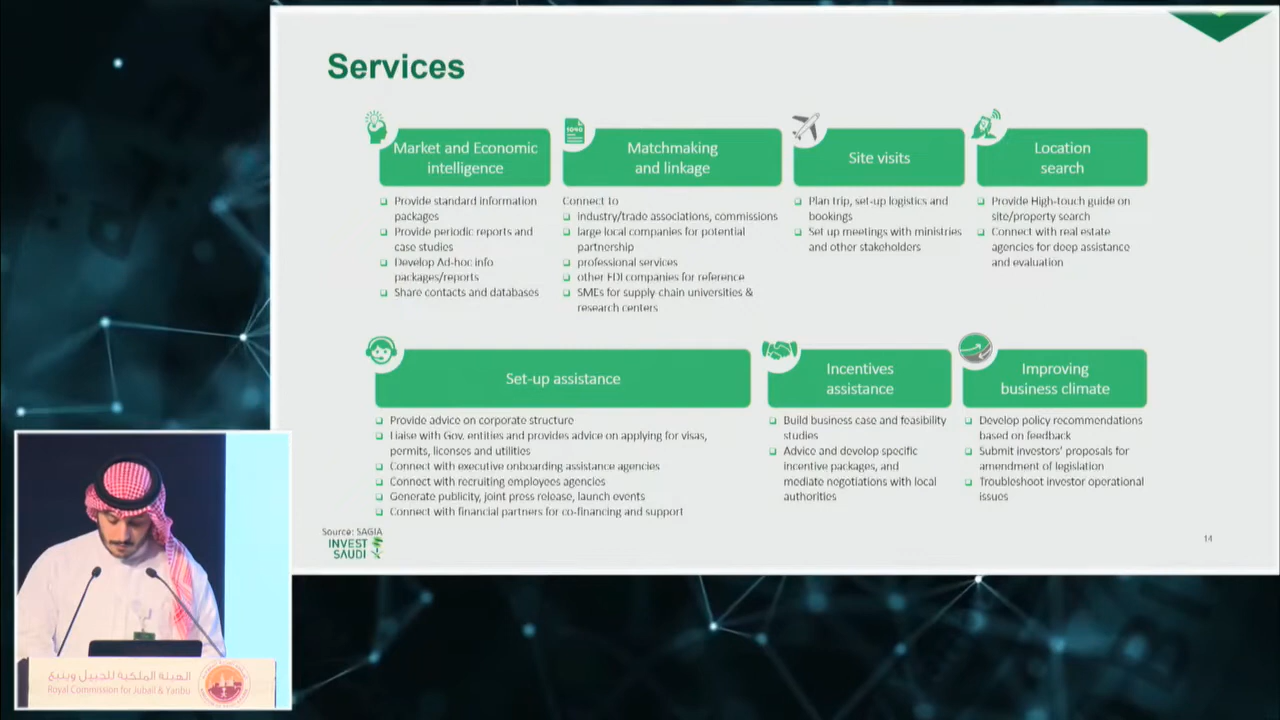 Services
Market and Economic
intelligence
Provide standard information
packages
Provide periodic reports and
case studies
Develop Ad-hoc info
packages/reports
Share contacts and databases
1040
Matchmaking
and linkage
Connect to
industry/trade associations, commissions
large local companies for potential
partnership
professional services
other FDI companies for reference
SMEs for supply chain universities &
research centers
Site visits
Plan trip, set-up logistics and
bookings
Set up meetings with ministries
and other stakeholders
Location
search
Provide High-touch guide on
site/property search
Connect with real estate
agencies for deep assistance
and evaluation
Set-up assistance
Provide advice on corporate structure
Liaise with Gov. entities and provides advice on applying for visas,
permits, licenses and utilities
Connect with executive onboarding assistance agencies
Connect with recruiting employees agencies
Generate publicity, joint press release, launch events
Connect with financial partners for co-financing and support
Incentives
assistance
Build business case and feasibility
studies
Advice and develop specific
incentive packages, and
mediate negotiations with local
authorities
Improving
business climate
Develop policy recommendations
based on feedback
Submit investors' proposals for
amendment of legislation
Troubleshoot investor operational
issues
Source: SAGIA
INVEST
SAUDI
14
الهيئة الملكية للجبيل وينبع
Royal Commission for Jubail & Yanbu